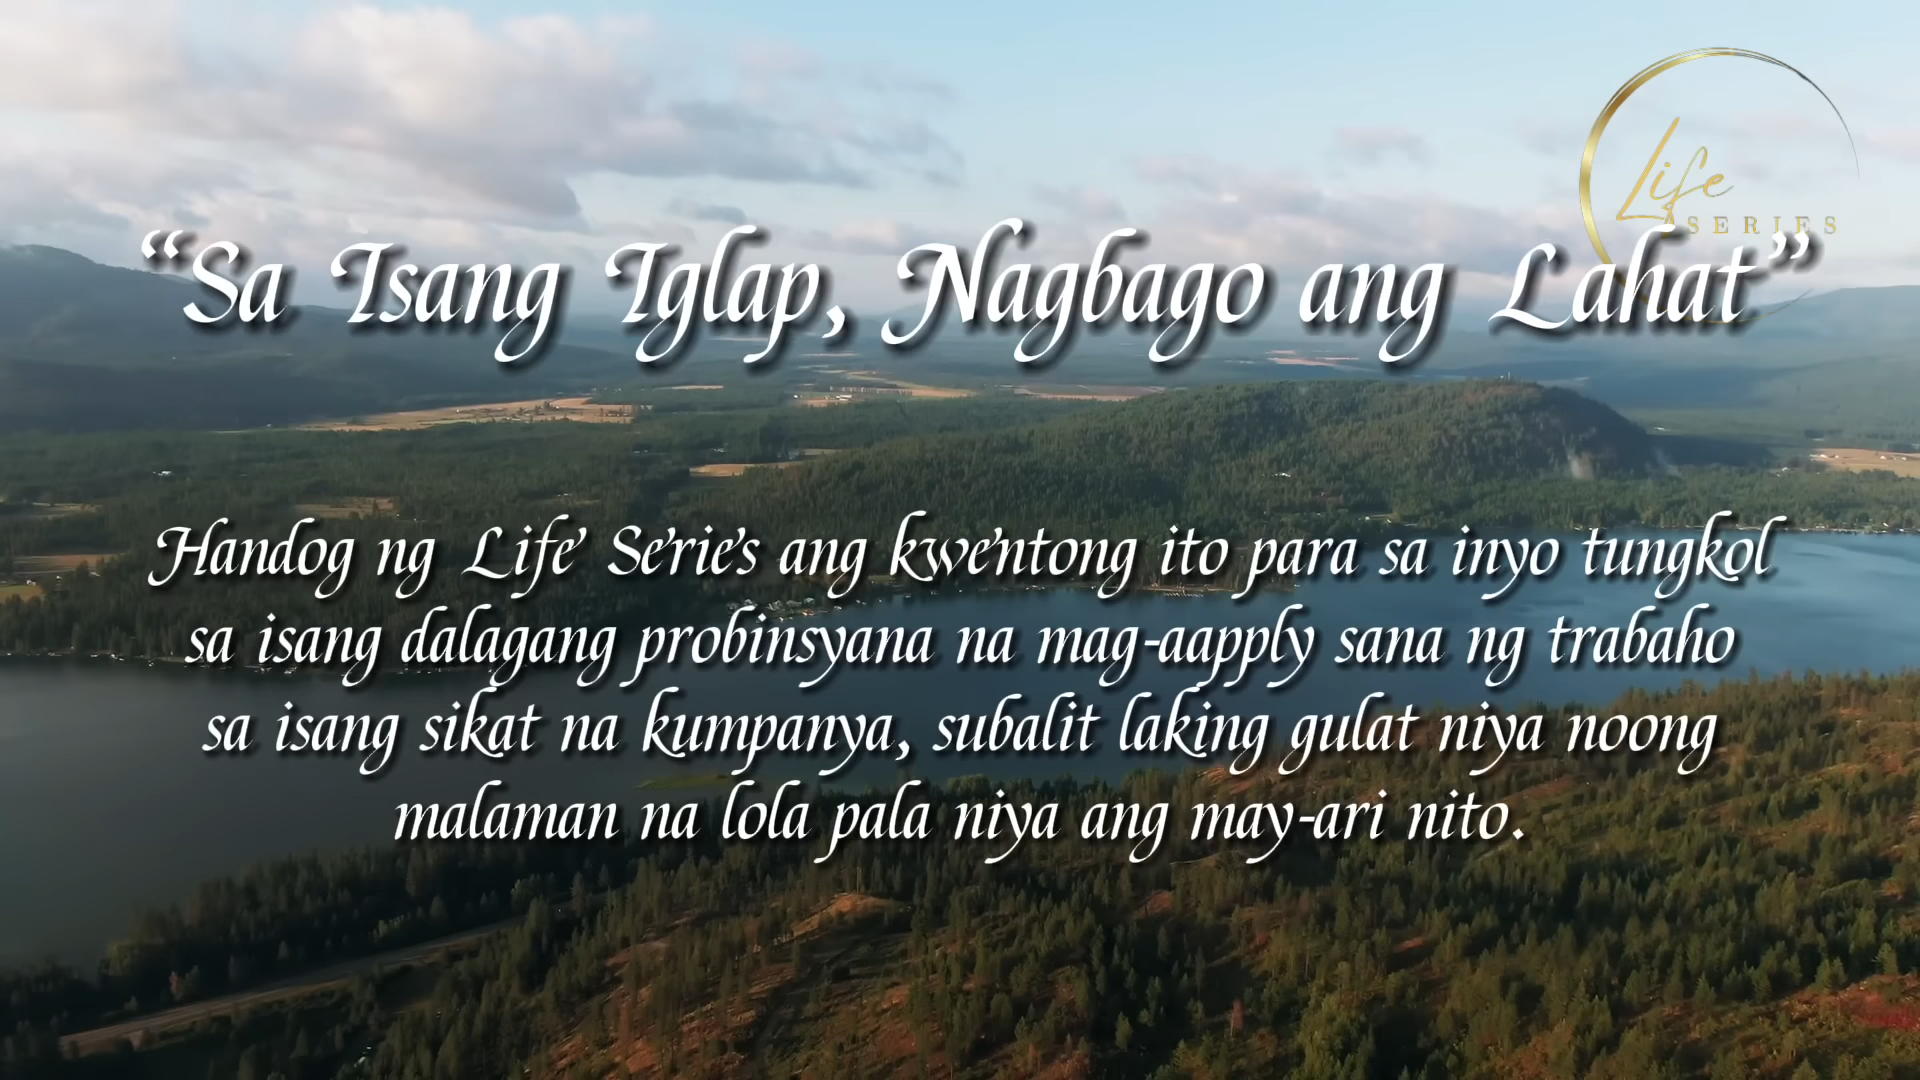 Life
SERIES
“Sa Isang Iglap, Nagbago ang Lahat”
Handog ng Life Series ang kwentong ito para sa inyo tungkol
sa isang dalagang probinsyana na mag-aapply sana ng trabaho
sa isang sikat na kumpanya, subalit laking gulat niya noong
malaman na lola pala niya ang may-ari nito.